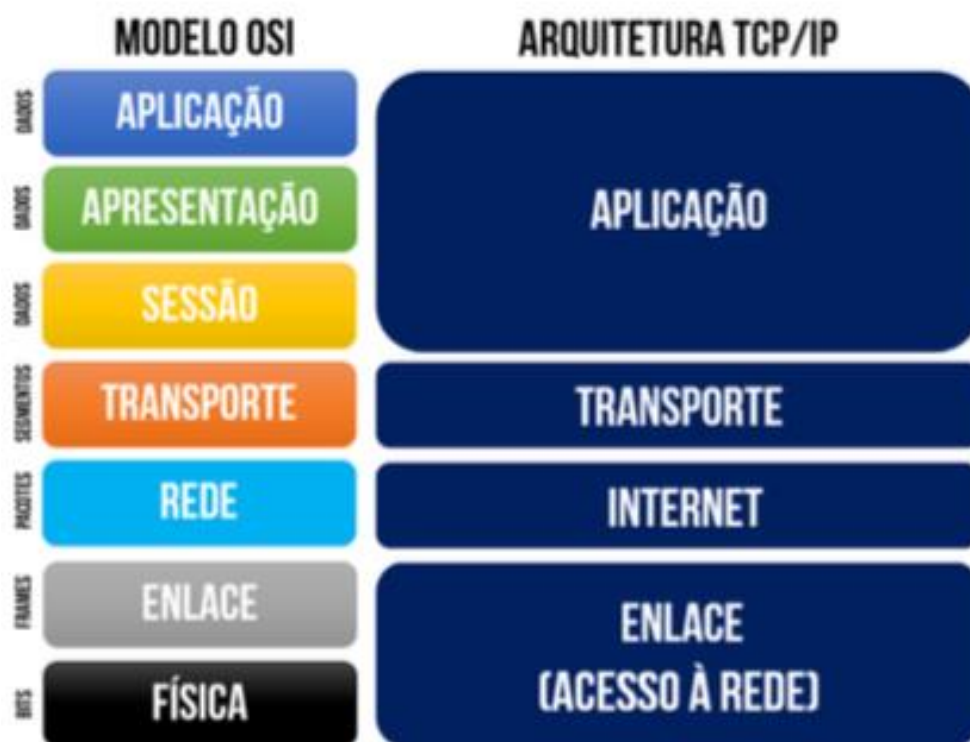 MODELO OSI
ARQUITETURA TCP/IP
DADOS
APLICAÇÃO
DADOS
APRESENTAÇÃO
DADOS
SESSÃO
APLICAÇÃO
SEGMENTOS
TRANSPORTE
TRANSPORTE
PACOTES
REDE
INTERNET
FRAMES
ENLACE
BITS
FÍSICA
ENLACE
(ACESSO À REDE)